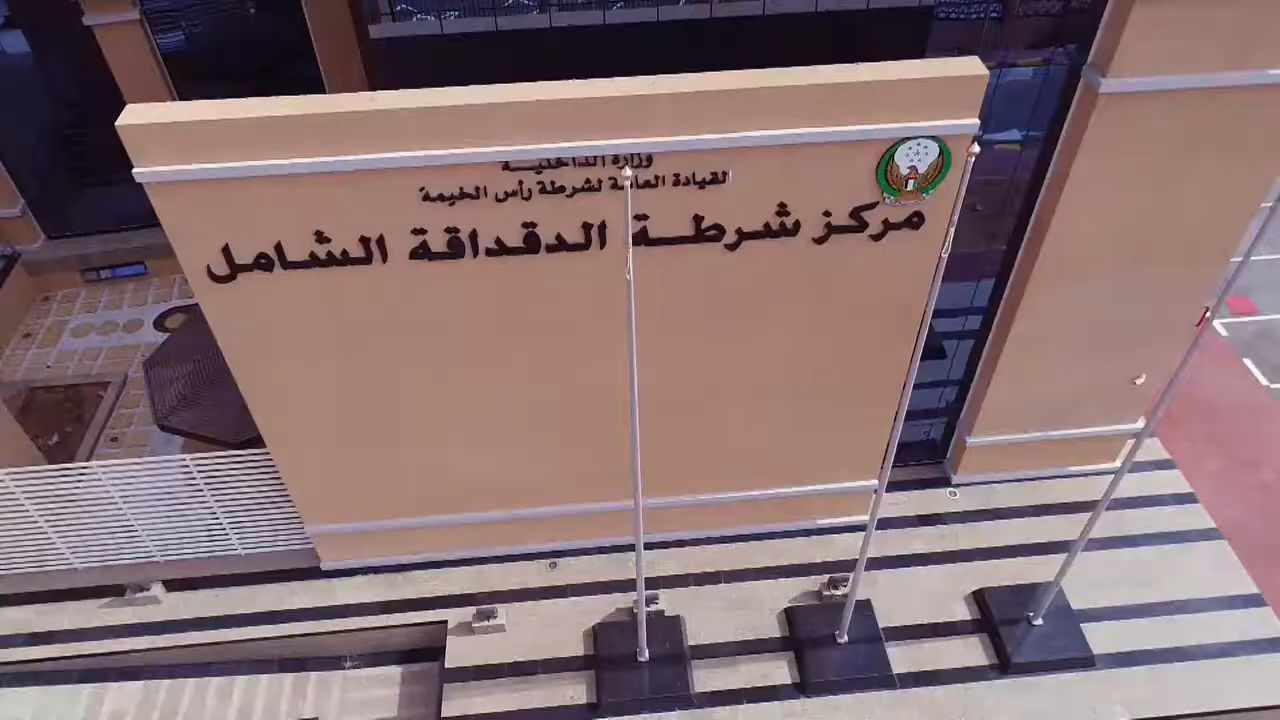 وزارة الداخلية
القيادة العامة لشرطة رأس الخيمة
مركز شرطة الدقداقة الشامل